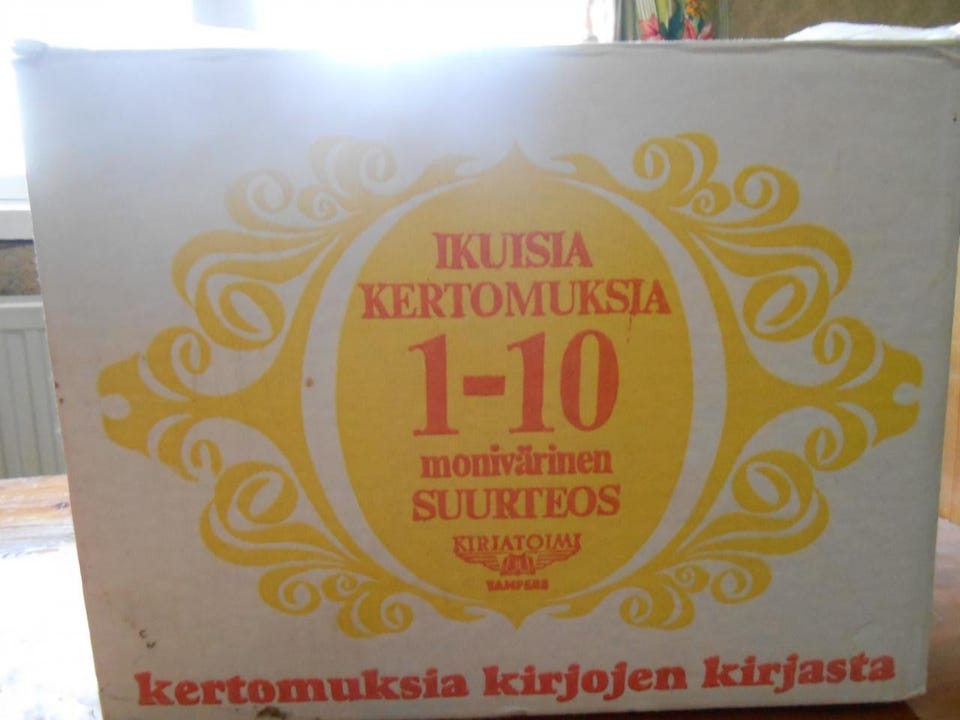 IKUISIA
KERTOMUKSIA
1-10
monivärinen
SUURTEOS
KIRJATOIMI
TAMPERE
kertomuksia kirjojen kirjasta